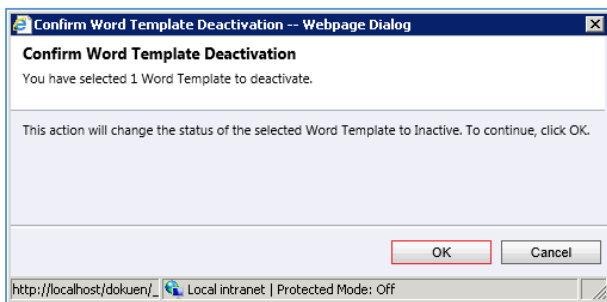 Confirm Word Template Deactivation -- Webpage Dialog
Confirm Word Template Deactivation
You have selected 1 Word Template to deactivate.
This action will change the status of the selected Word Template to Inactive. To continue, click OK.
OK Cancel
http://localhost/dokuen/_ Local intranet | Protected Mode: Off